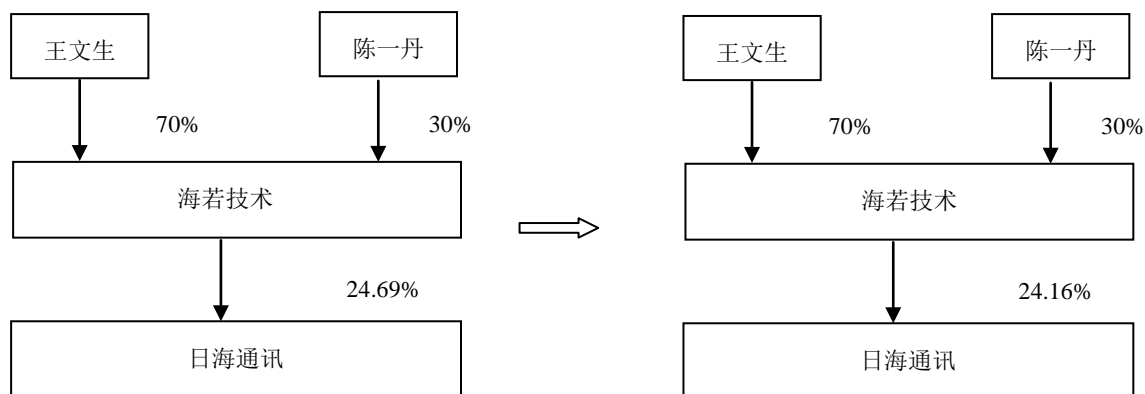 王文生
陈一丹
70%
30%
海若技术
24.69%
日海通讯
王文生
陈一丹
70%
30%
海若技术
24.16%
日海通讯